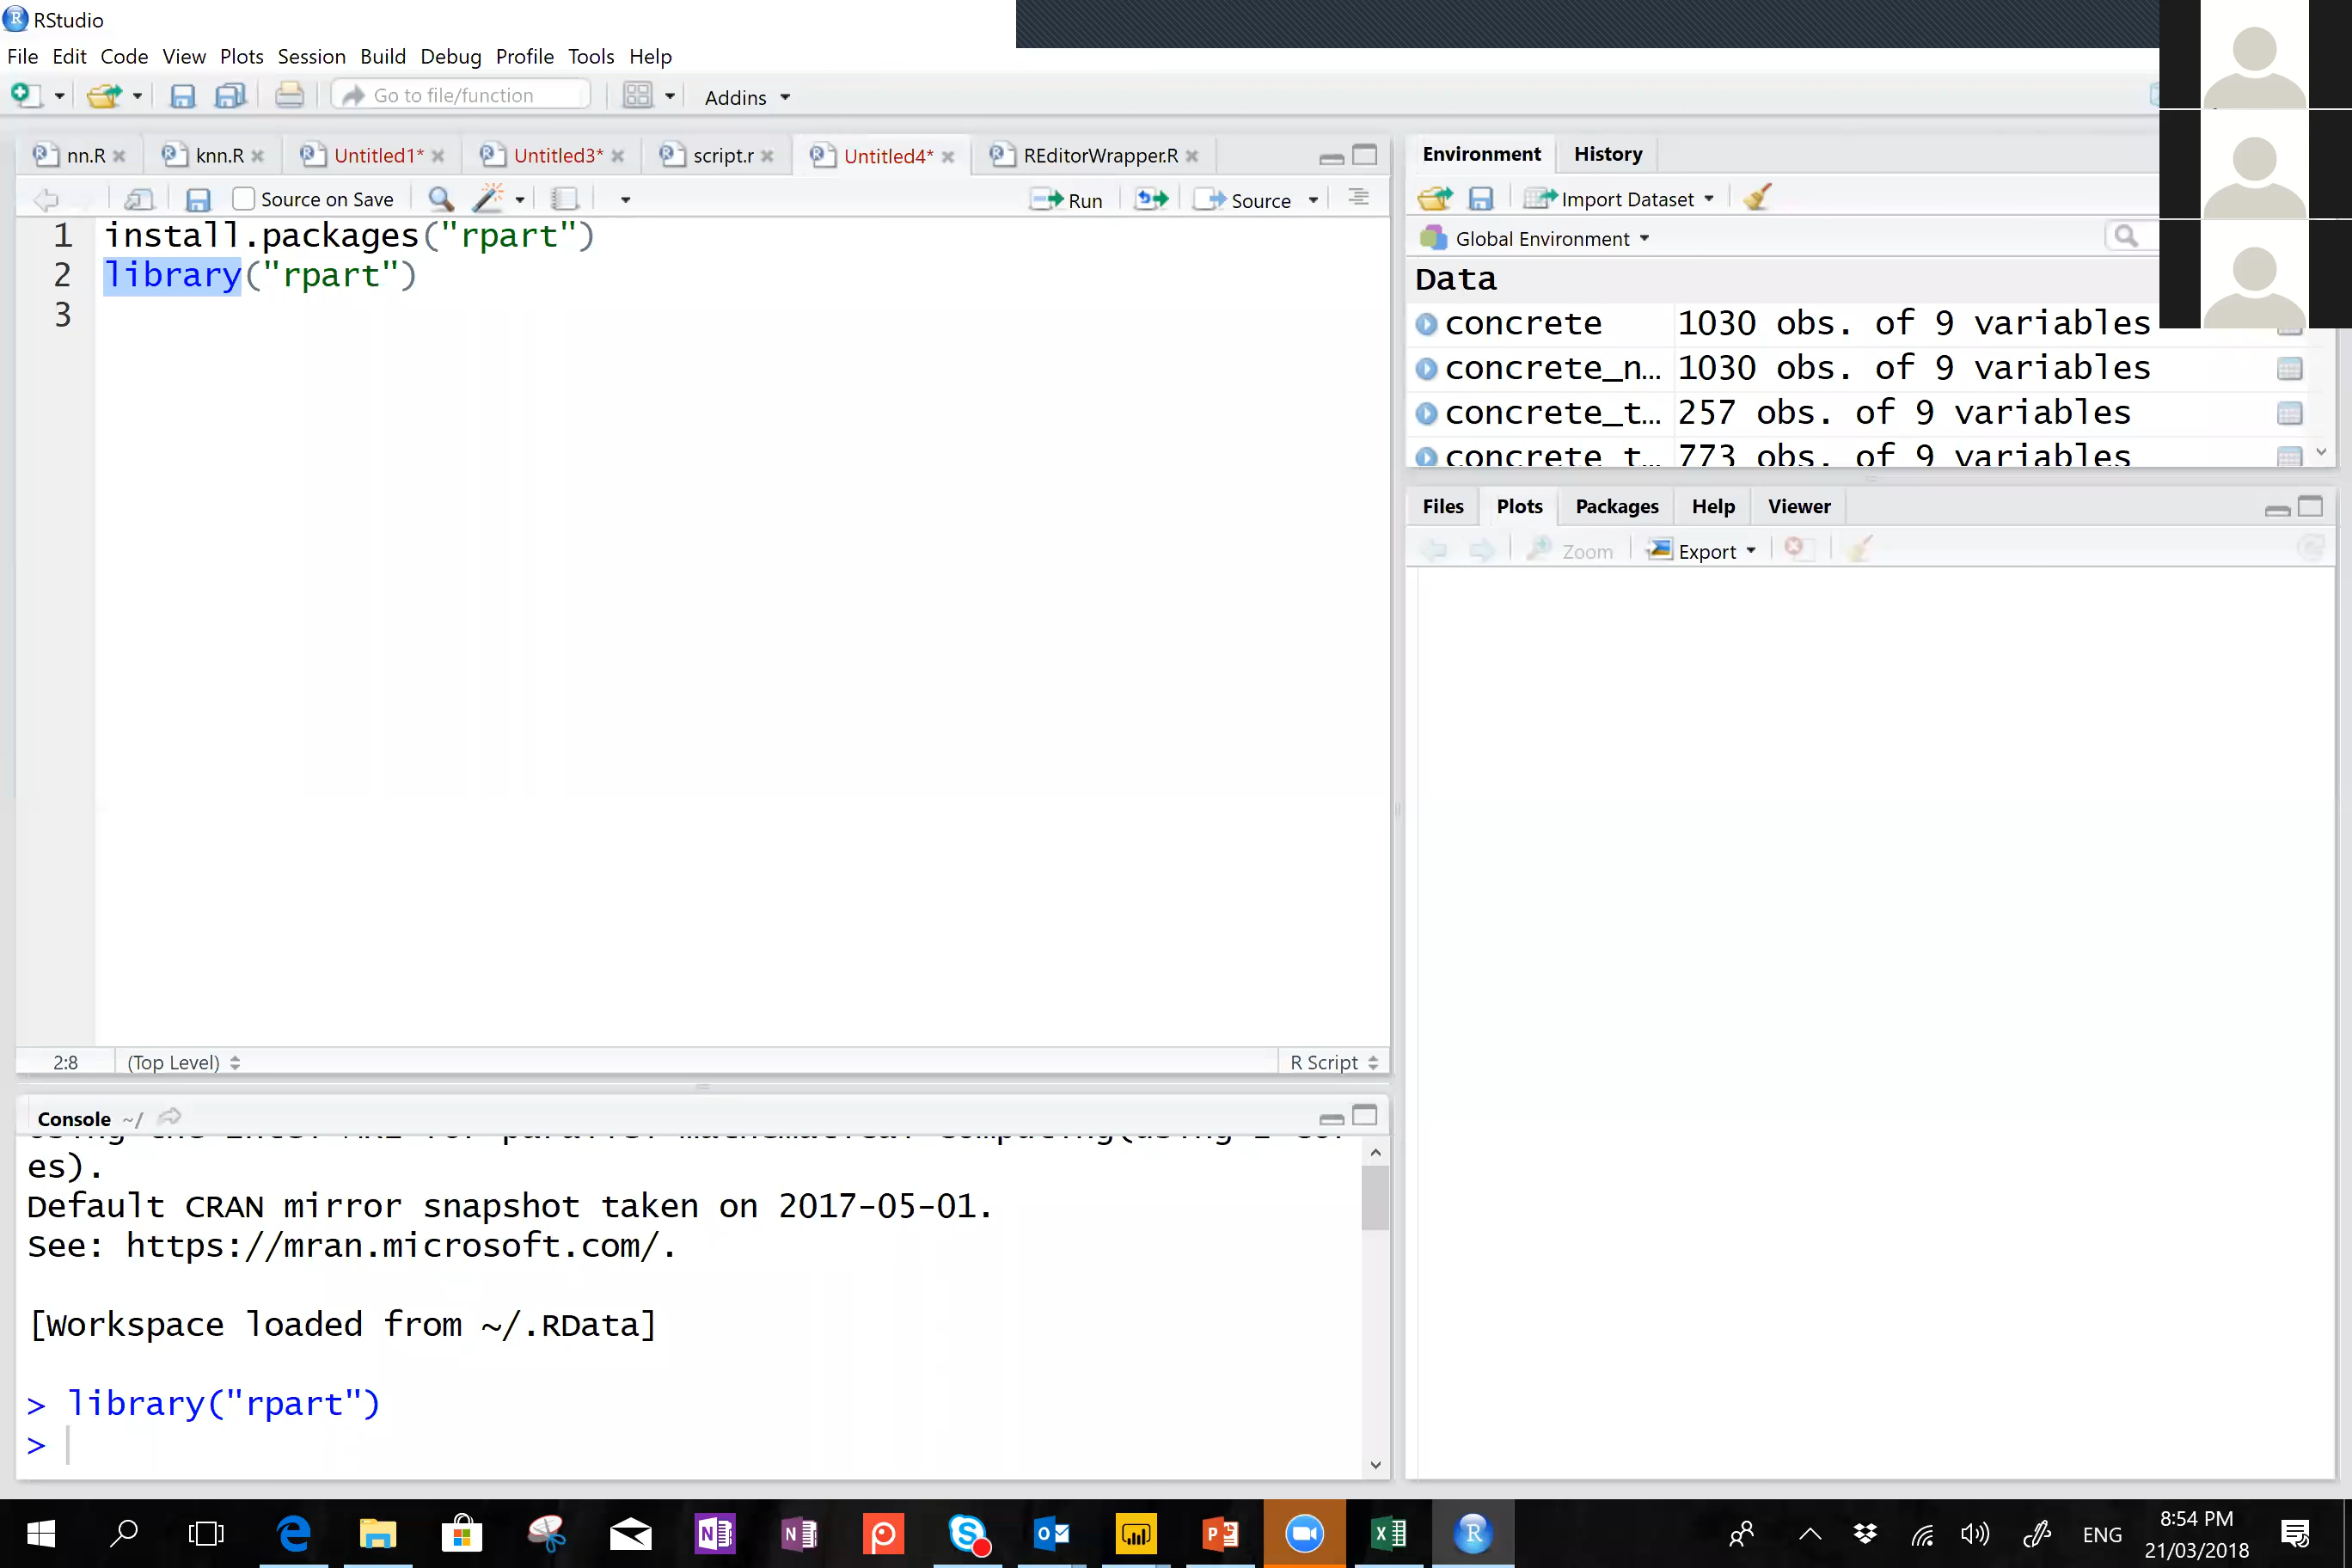 RStudio
File Edit Code View Plots Session Build Debug Profile Tools Help
Go to file/function
Addins
nn.R
knn.R
Untitled1*
Untitled3*
script.r
Untitled4*
REditorWrapper.R
Source on Save
Run
Source
1 install.packages("rpart")
2 library("rpart")
3
2:8
(Top Level)
R Script
Console ~/
es).
Default CRAN mirror snapshot taken on 2017-05-01.
See: https://mran.microsoft.com/.
[Workspace loaded from ~/.RData]
> library("rpart")
>
Environment History
Import Dataset
Global Environment
Data
concrete 1030 obs. of 9 variables
concrete_n… 1030 obs. of 9 variables
concrete_t… 257 obs. of 9 variables
concrete_t… 773 obs. of 9 variables
Files Plots Packages Help Viewer
Zoom
Export
ENG
8:54 PM
21/03/2018